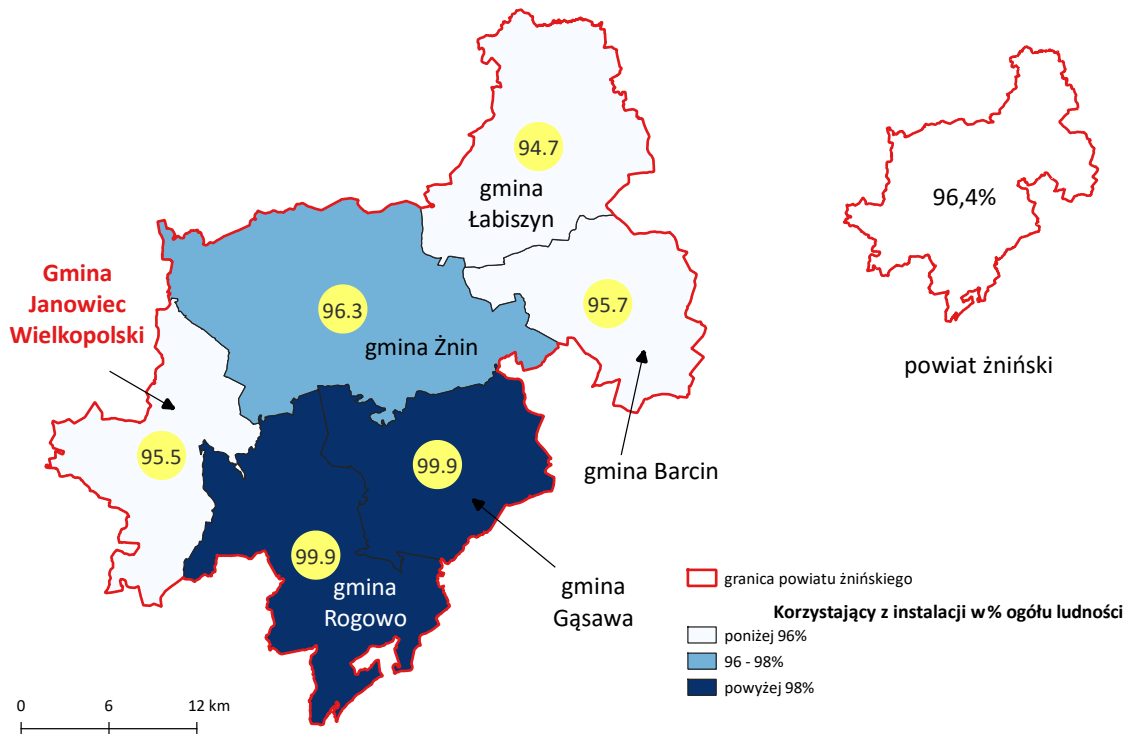 94.7
gmina
Łabiszyn
96,4%
Gmina
Janowiec
Wielkopolski
96.3
95.7
gmina Żnin
powiat żniński
95.5
99.9
gmina Barcin
99.9
gmina
Rogowo
gmina
Gąsawa
granica powiatu żnińskiego
Korzystający z instalacji w% ogółu ludności
poniżej 96%
96 - 98%
powyżej 98%
0 6 12 km